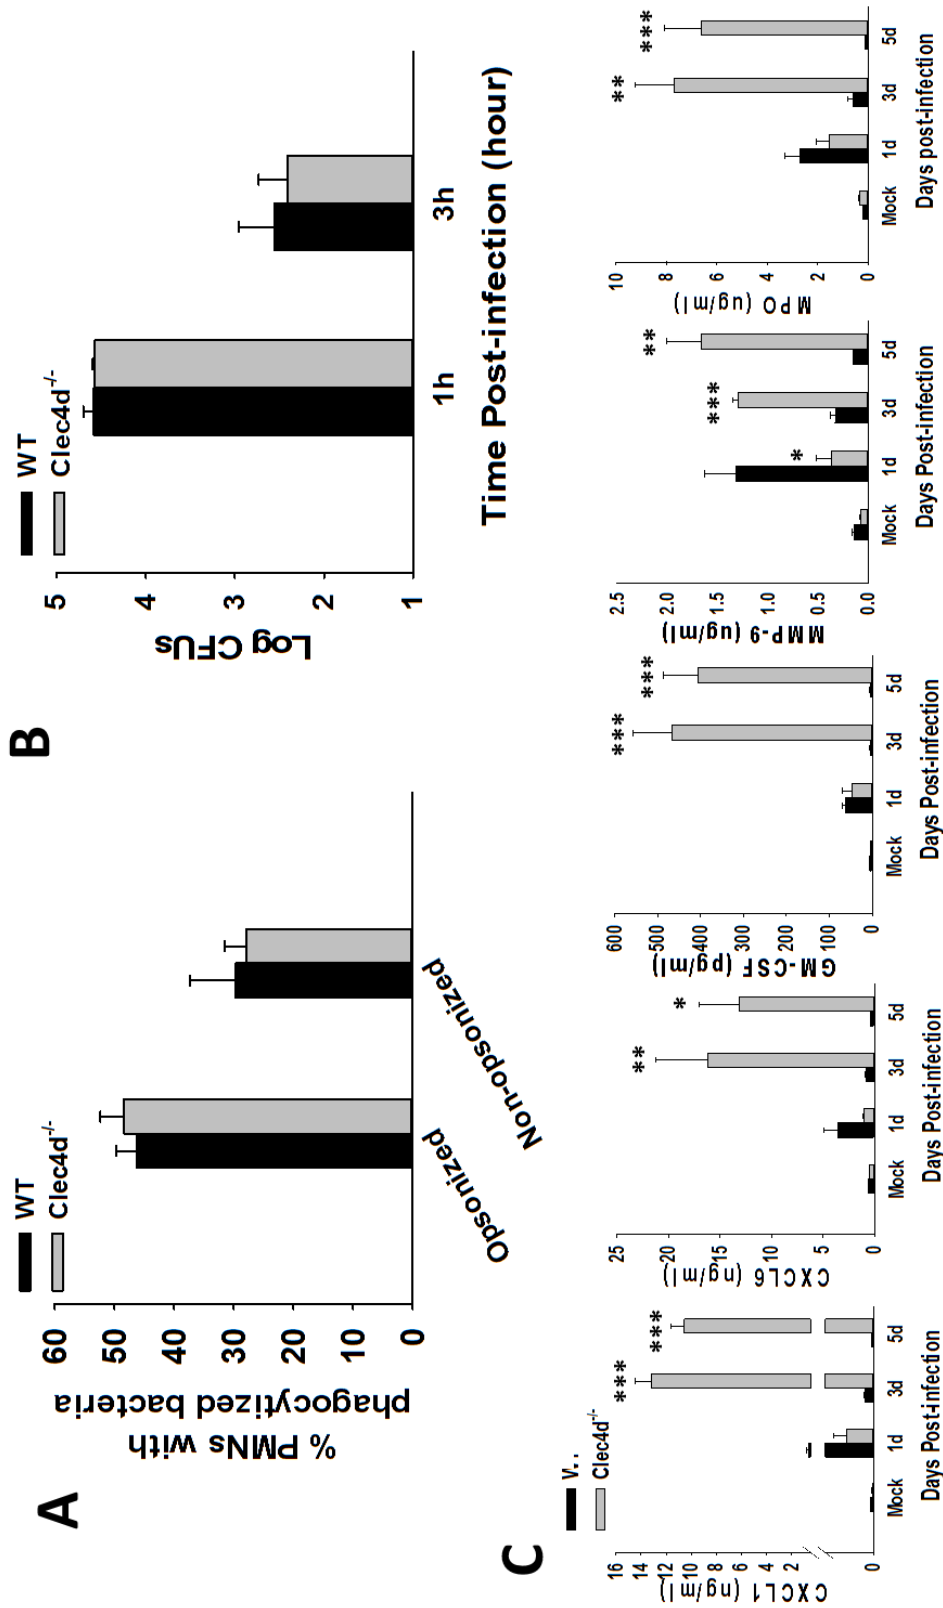 A
% PMNs with
phagocytized bacteria
60
50
40
30
20
10
0
WT
Clec4d-/-
Opsonized
Non-opsonized
B
Log CFUs
5
4
3
2
1
WT
Clec4d-/-
1h
3h
Time Post-infection (hour)
C
Clec4d-/-
CXCL1 (ng/ml)
16
14
12
10
8
6
4
2
0
***
***
Mock
1d
3d
5d
Days Post-infection
CXCL6 (ng/ml)
25
20
15
10
5
0
**
*
Mock
1d
3d
5d
Days Post-infection
GM-CSF (pg/ml)
600
500
400
300
200
100
0
***
***
Mock
1d
3d
5d
Days Post-infection
MMP-9 (ug/ml)
2.5
2.0
1.5
1.0
0.5
0.0
*
***
**
Mock
1d
3d
5d
Days Post-infection
MPO (ug/ml)
10
8
6
4
2
0
**
***
Mock
1d
3d
5d
Days post-infection